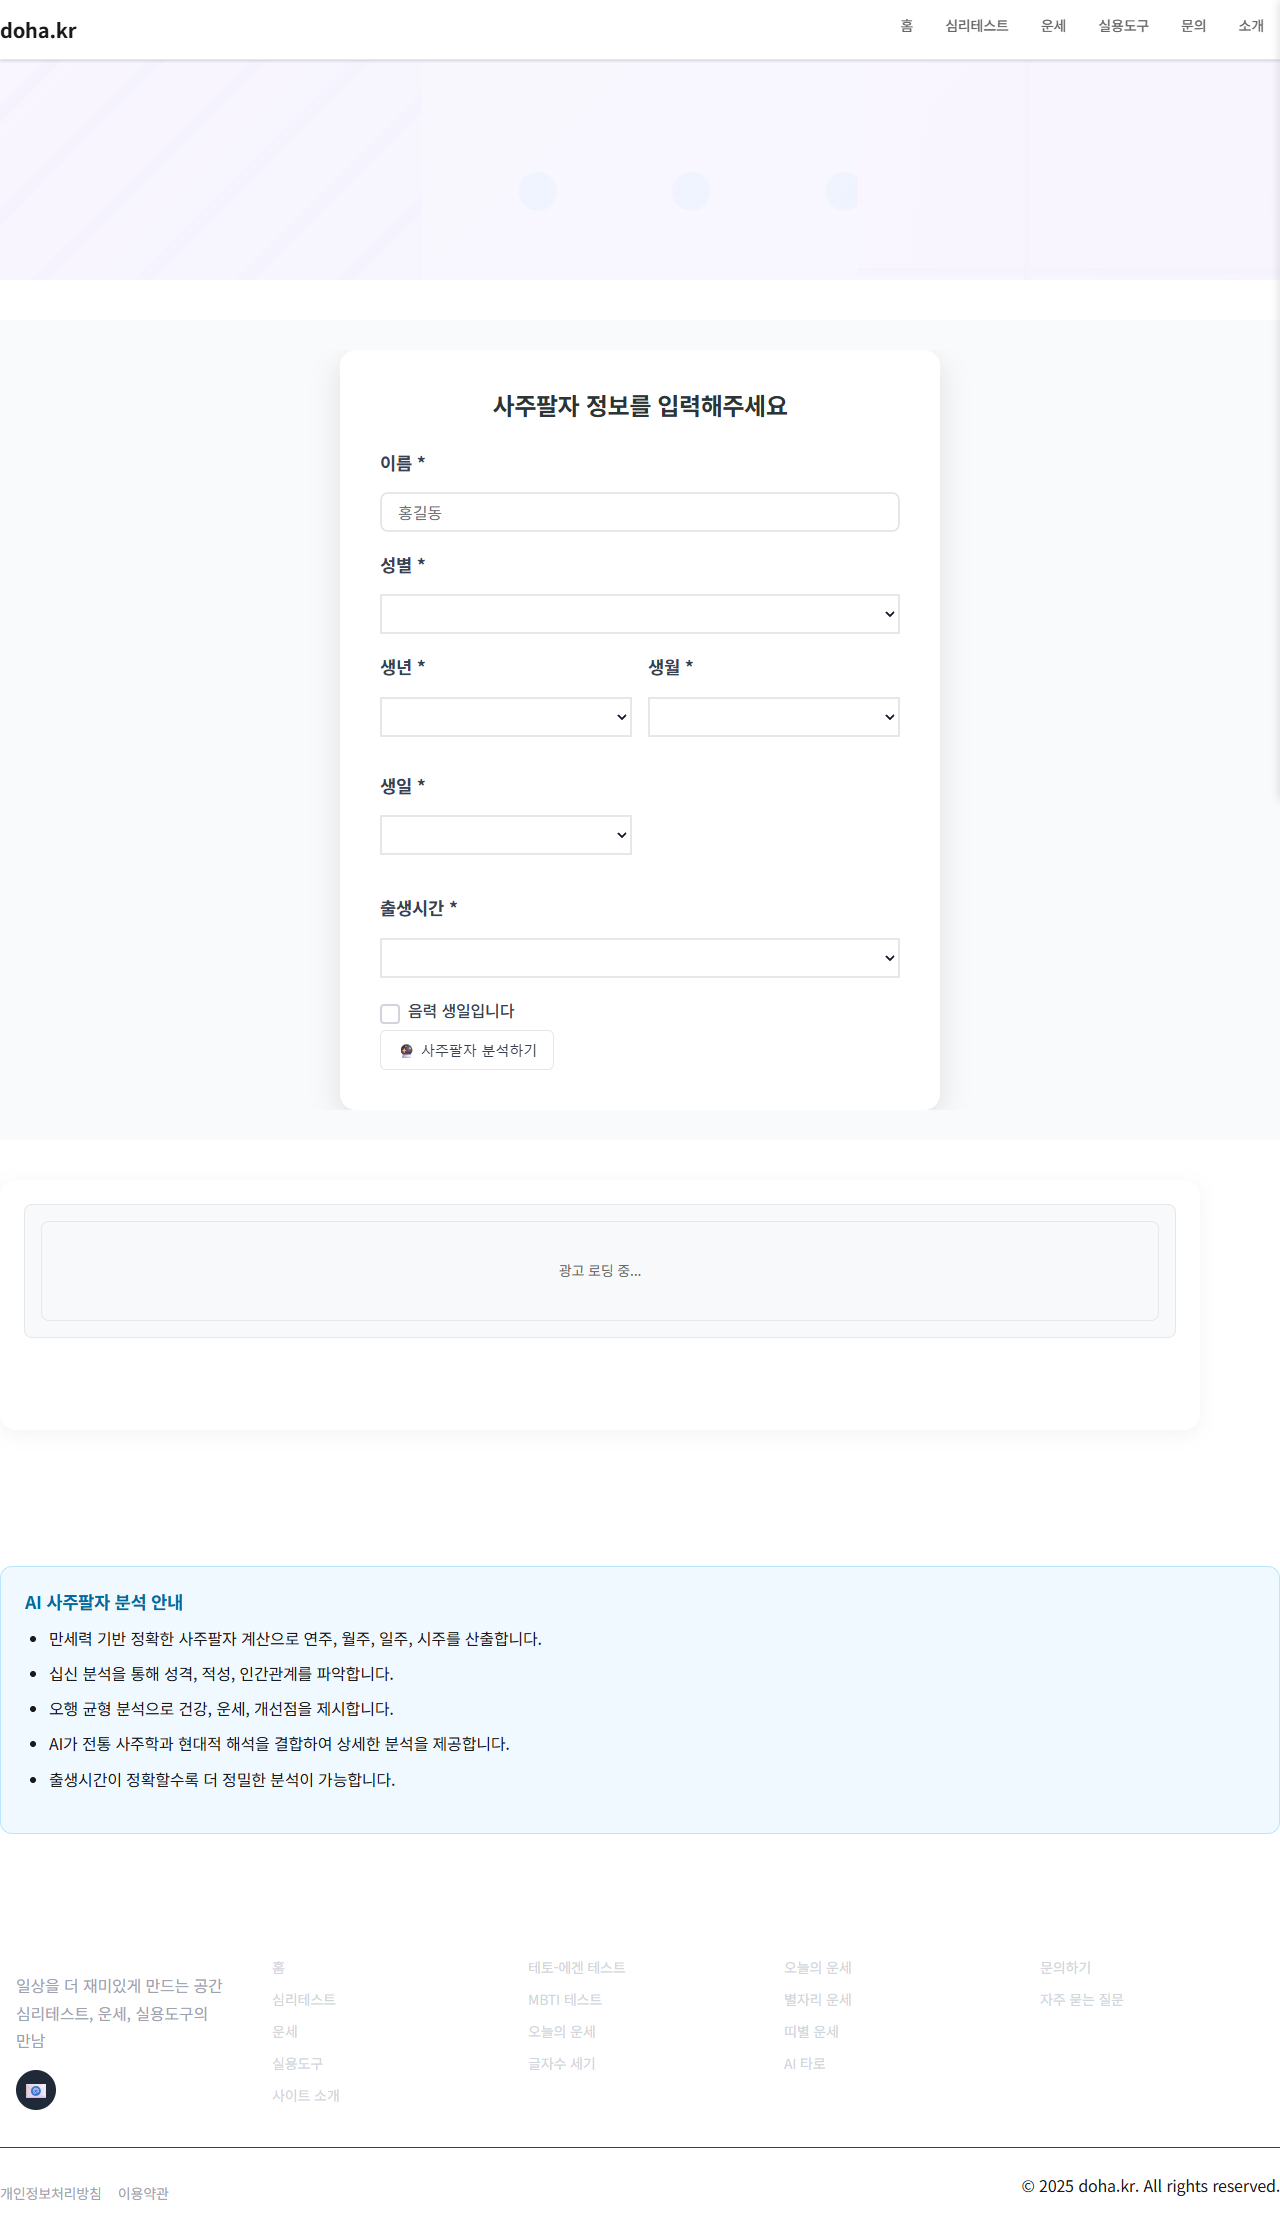 doha.kr
홈 심리테스트 운세 실용도구 문의 소개
사주팔자 정보를 입력해주세요
이름 *
홍길동
성별 *
생년 * 생월 *
생일 *
출생시간 *
음력 생일입니다
사주팔자 분석하기
광고 로딩 중...
AI 사주팔자 분석 안내
• 만세력 기반 정확한 사주팔자 계산으로 연주, 월주, 일주, 시주를 산출합니다.
• 십신 분석을 통해 성격, 적성, 인간관계를 파악합니다.
• 오행 균형 분석으로 건강, 운세, 개선점을 제시합니다.
• AI가 전통 사주학과 현대적 해석을 결합하여 상세한 분석을 제공합니다.
• 출생시간이 정확할수록 더 정밀한 분석이 가능합니다.
일상을 더 재미있게 만드는 공간
심리테스트, 운세, 실용도구의
만남
홈
심리테스트
운세
실용도구
사이트 소개
테토-에겐 테스트
MBTI 테스트
오늘의 운세
글자수 세기
오늘의 운세
별자리 운세
띠별 운세
AI 타로
문의하기
자주 묻는 질문
개인정보처리방침 이용약관
© 2025 doha.kr. All rights reserved.